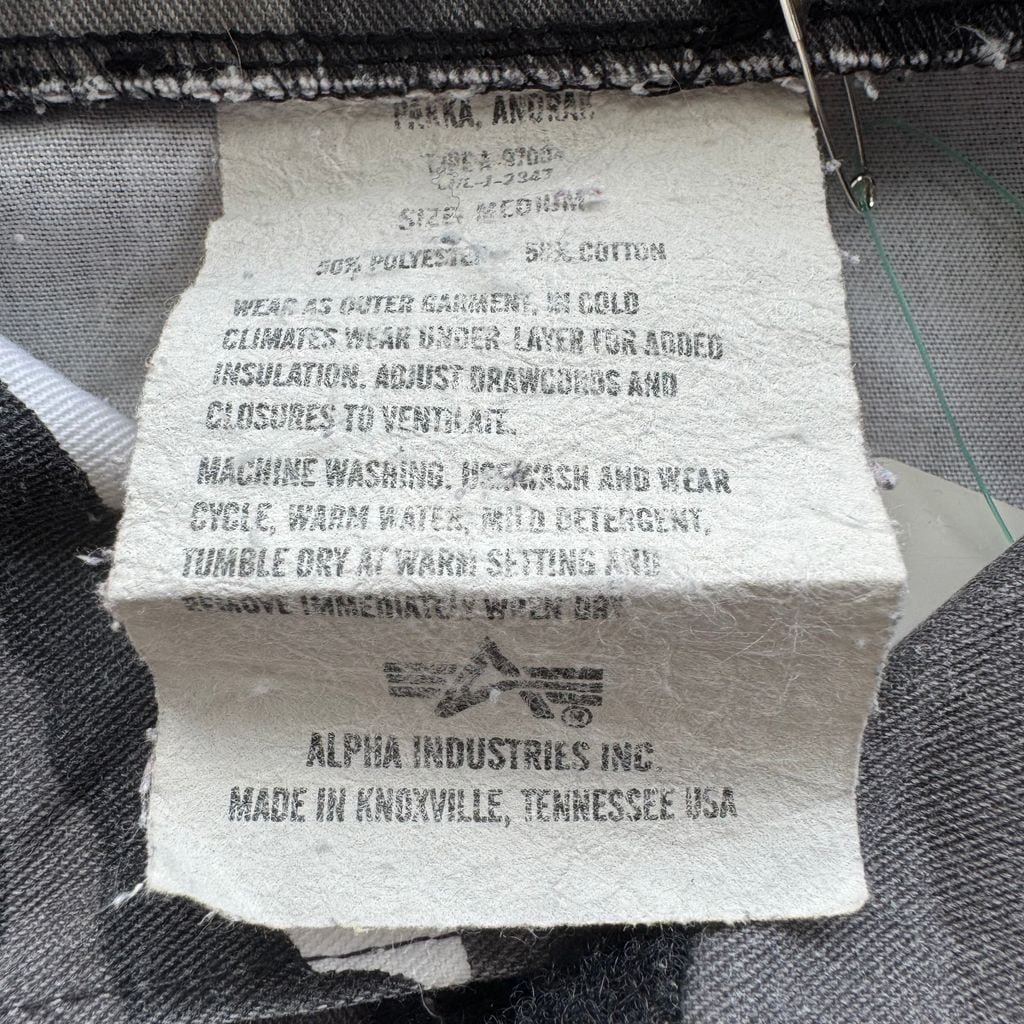 PARKA, ANORAK
SIZE: MEDIUM
50% POLYESTER 50% COTTON
WEAR AS OUTER GARMENT, IN COLD
CLIMATES WEAR UNDER LAYER FOR ADDED
INSULATION. ADJUST DRAWCORDS AND
CLOSURES TO VENTILATE.
MACHINE WASHING. USE WASH AND WEAR
CYCLE, WARM WATER, MILD DETERGENT,
TUMBLE DRY AT WARM SETTING AND
REMOVE IMMEDIATELY WHEN DRY
ALPHA INDUSTRIES INC.
MADE IN KNOXVILLE, TENNESSEE USA